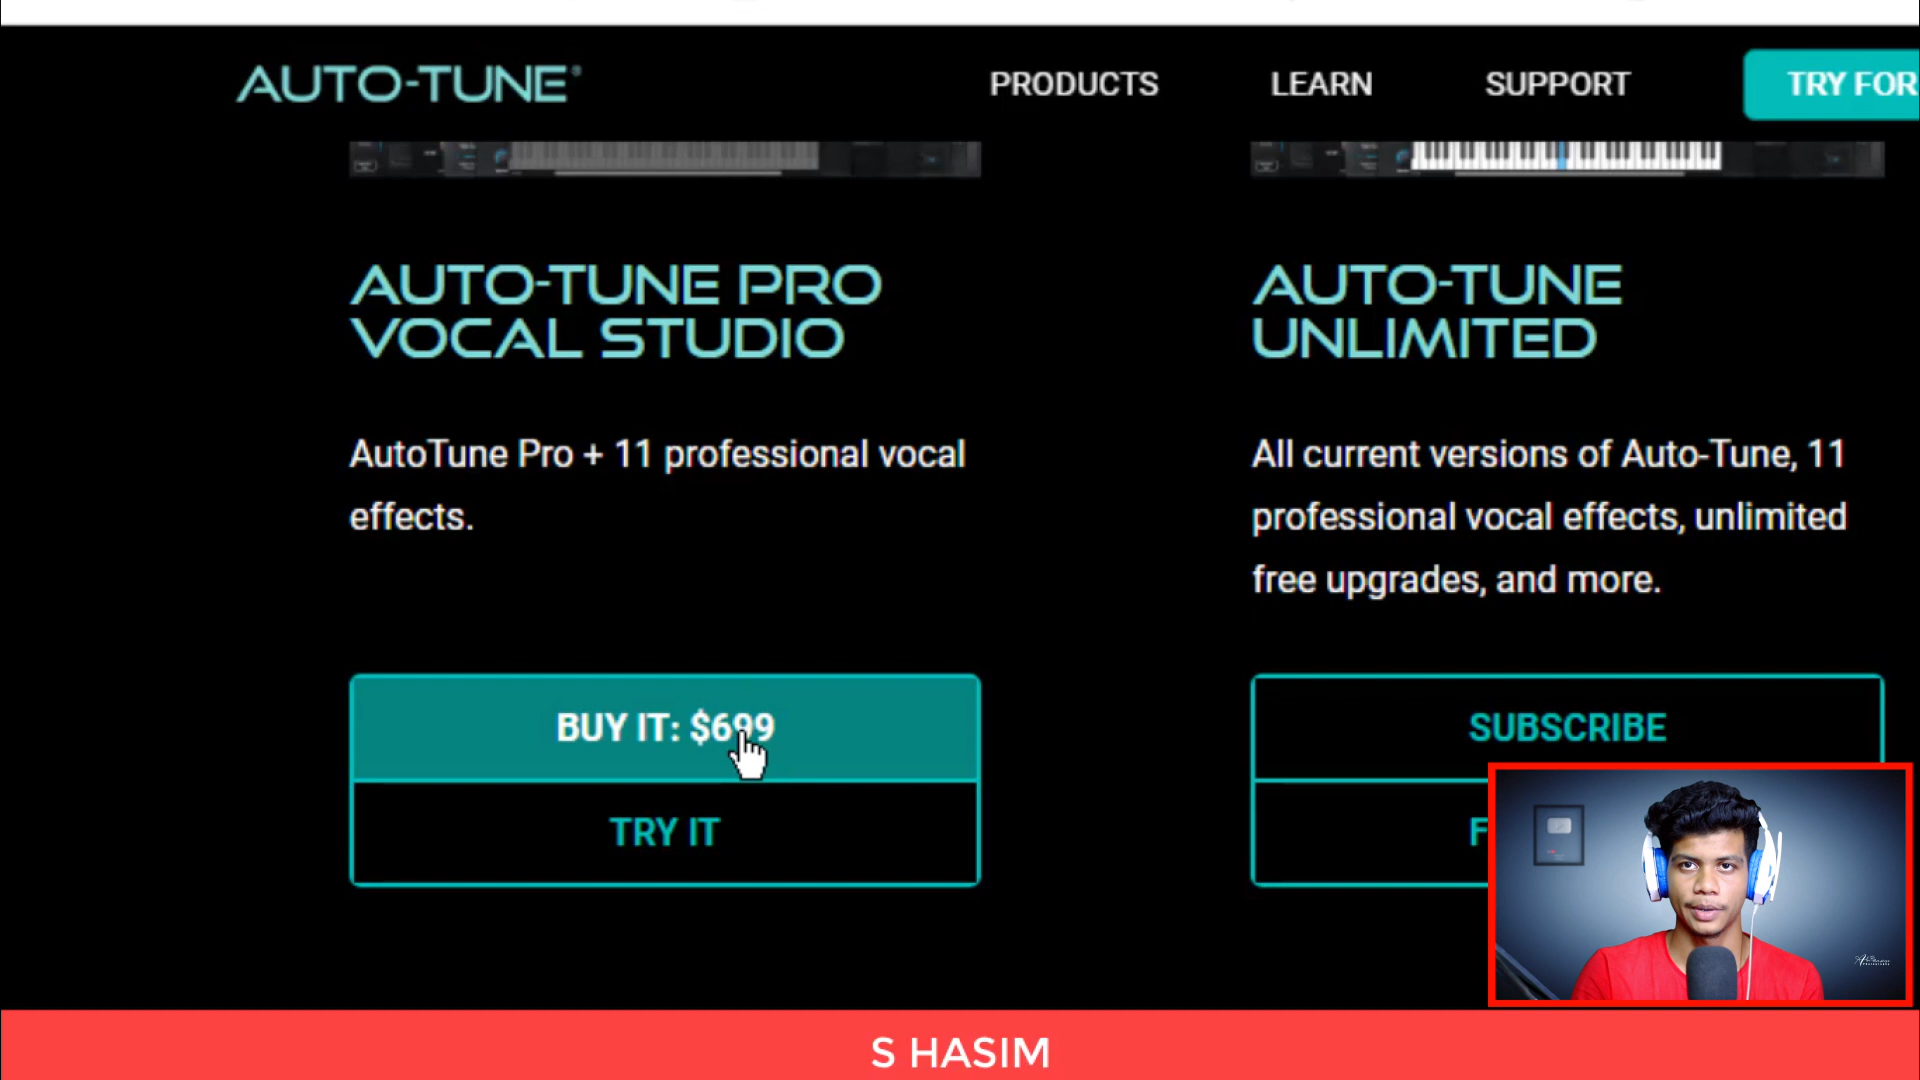 AUTO-TUNE®
PRODUCTS
LEARN
SUPPORT
TRY FOR
AUTO-TUNE PRO
VOCAL STUDIO
AutoTune Pro + 11 professional vocal
effects.
BUY IT: $699
TRY IT
AUTO-TUNE
UNLIMITED
All current versions of Auto-Tune, 11
professional vocal effects, unlimited
free upgrades, and more.
SUBSCRIBE
F
S HASIM